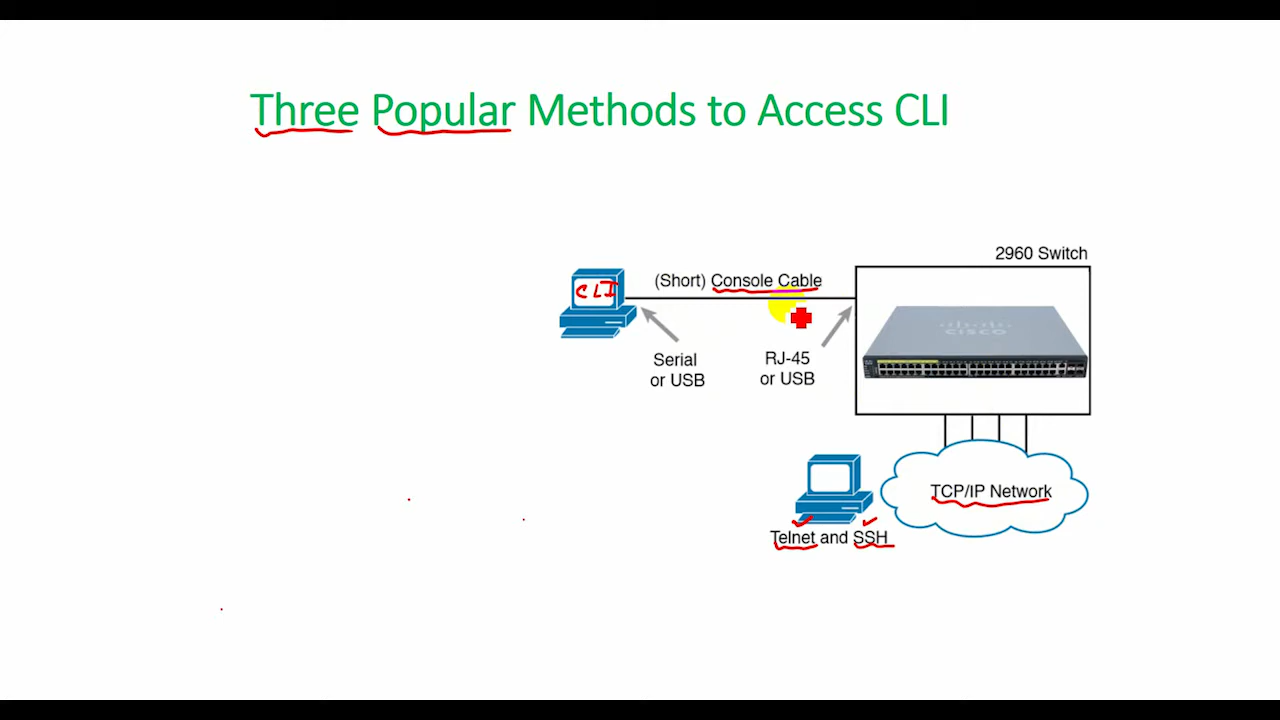 Three Popular Methods to Access CLI
2960 Switch
(Short) Console Cable
CLI
CISCO
Serial
or USB
RJ-45
or USB
TCP/IP Network
Telnet and SSH